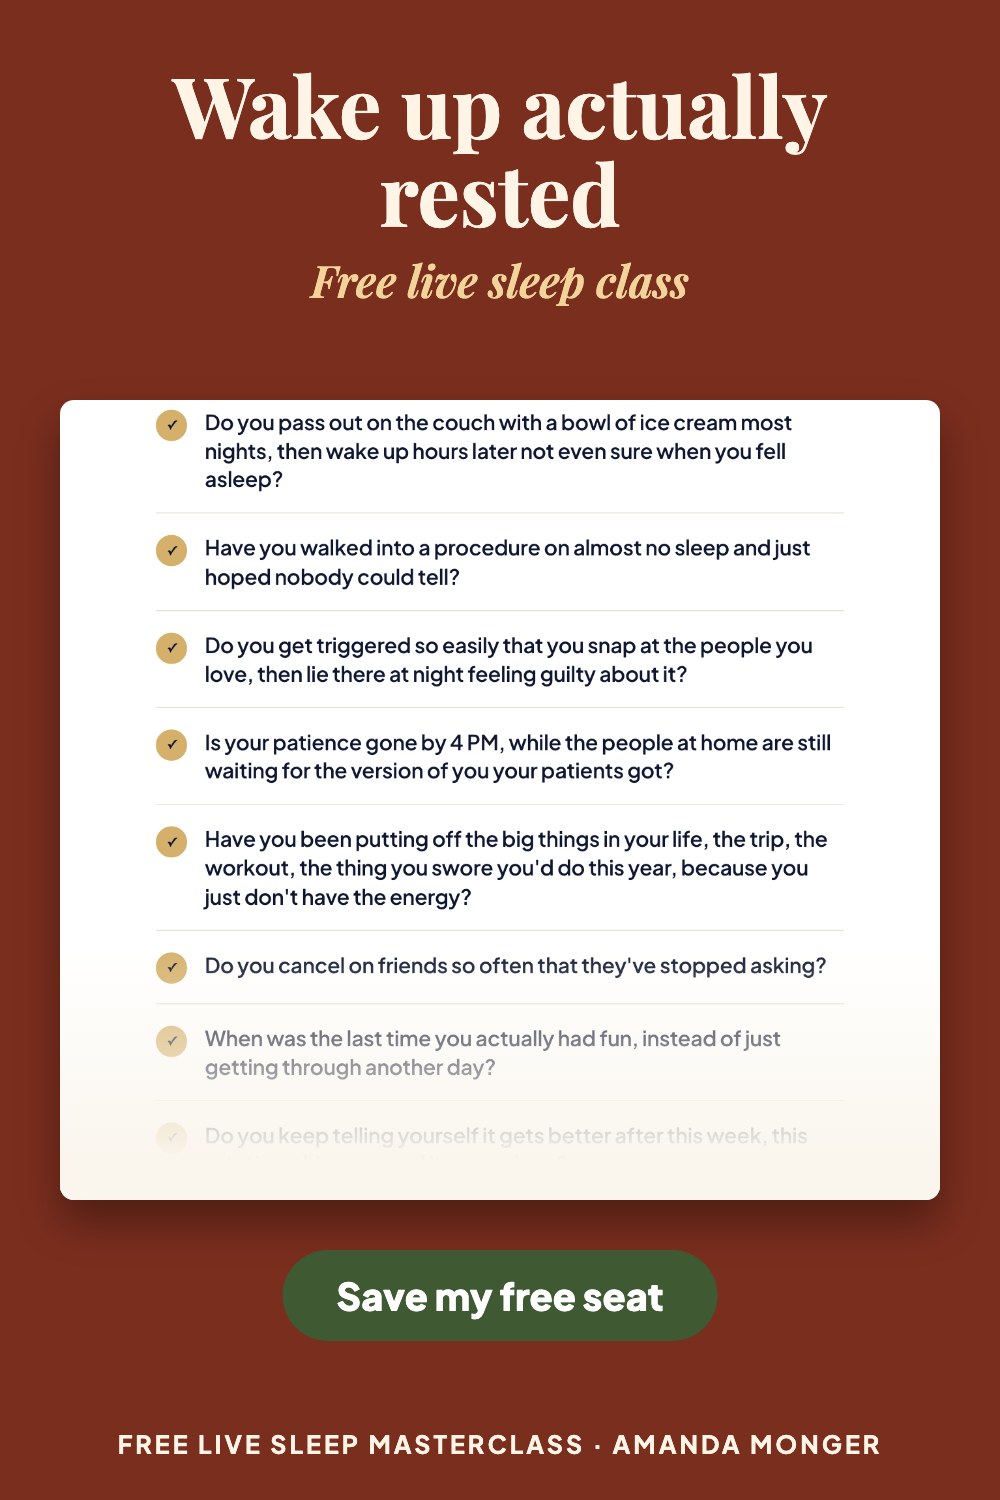 Wake up actually
rested
Free live sleep class
✓ Do you pass out on the couch with a bowl of ice cream most
nights, then wake up hours later not even sure when you fell
asleep?
✓ Have you walked into a procedure on almost no sleep and just
hoped nobody could tell?
✓ Do you get triggered so easily that you snap at the people you
love, then lie there at night feeling guilty about it?
✓ Is your patience gone by 4 PM, while the people at home are still
waiting for the version of you your patients got?
✓ Have you been putting off the big things in your life, the trip, the
workout, the thing you swore you'd do this year, because you
just don't have the energy?
✓ Do you cancel on friends so often that they've stopped asking?
✓ When was the last time you actually had fun, instead of just
getting through another day?
✓ Do you keep telling yourself it gets better after this week, this
Save my free seat
FREE LIVE SLEEP MASTERCLASS · AMANDA MONGER